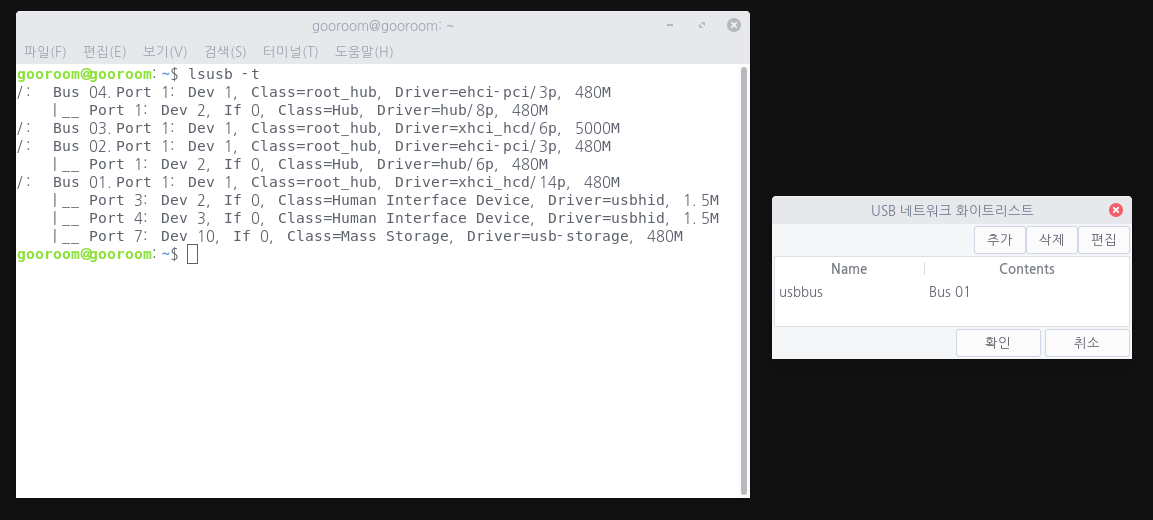 gooroom@gooroom: ~
파일(F) 편집(E) 보기(V) 검색(S) 터미널(T) 도움말(H)
gooroom@gooroom:~$ lsusb -t
/:  Bus 04.Port 1: Dev 1, Class=root_hub, Driver=ehci-pci/3p, 480M
    |__ Port 1: Dev 2, If 0, Class=Hub, Driver=hub/8p, 480M
/:  Bus 03.Port 1: Dev 1, Class=root_hub, Driver=xhci_hcd/6p, 5000M
/:  Bus 02.Port 1: Dev 1, Class=root_hub, Driver=ehci-pci/3p, 480M
    |__ Port 1: Dev 2, If 0, Class=Hub, Driver=hub/6p, 480M
/:  Bus 01.Port 1: Dev 1, Class=root_hub, Driver=xhci_hcd/14p, 480M
    |__ Port 3: Dev 2, If 0, Class=Human Interface Device, Driver=usbhid, 1.5M
    |__ Port 4: Dev 3, If 0, Class=Human Interface Device, Driver=usbhid, 1.5M
    |__ Port 7: Dev 10, If 0, Class=Mass Storage, Driver=usb-storage, 480M
gooroom@gooroom:~$
USB 네트워크 화이트리스트
추가 삭제 편집
Name Contents
usbbus Bus 01
확인 취소